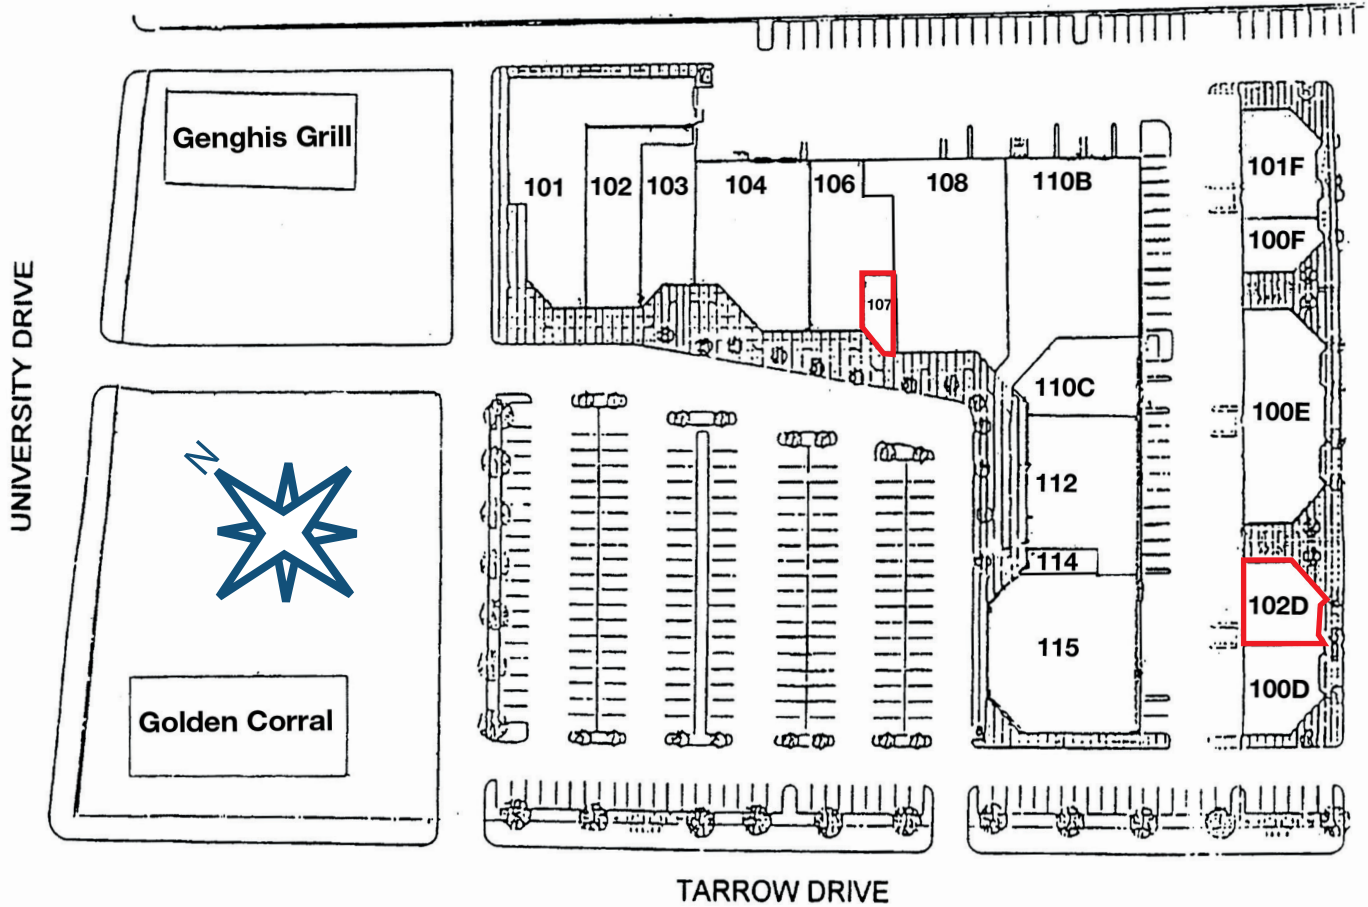 Genghis Grill
101
102
103
104
106
108
110B
101F
100F
107
UNIVERSITY DRIVE
110C
100E
N
112
114
102D
115
100D
Golden Corral
TARROW DRIVE